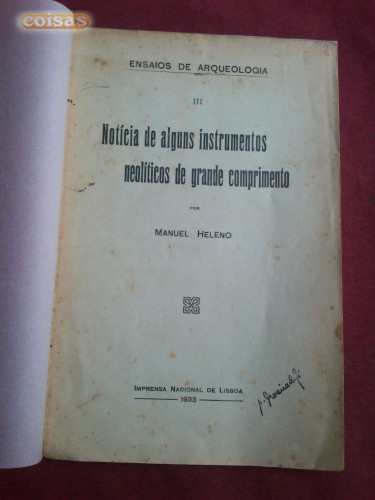 coisas
ENSAIOS DE ARQUEOLOGIA
III
Notícia de alguns instrumentos
neolíticos de grande comprimento
POR
MANUEL HELENO
IMPRENSA NACIONAL DE LISBOA
1933